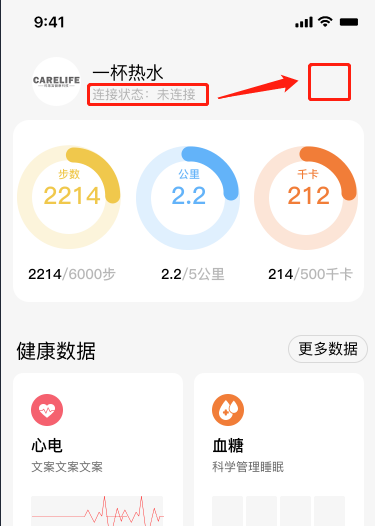 9:41
CARELIFE
一杯热水
连接状态：未连接
步数
2214
公里
2.2
千卡
212
2214/6000步
2.2/5公里
214/500千卡
健康数据
更多数据
心电
文案文案文案
血糖
科学管理睡眠